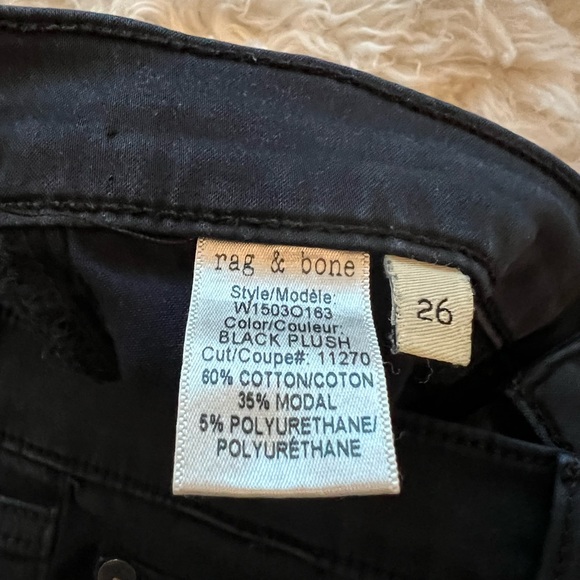 rag & bone
Style/Modèle:
W1503O163
Color/Couleur:
BLACK PLUSH
Cut/Coupe#: 11270
60% COTTON/COTON
35% MODAL
5% POLYURETHANE/
POLYURÉTHANE
26